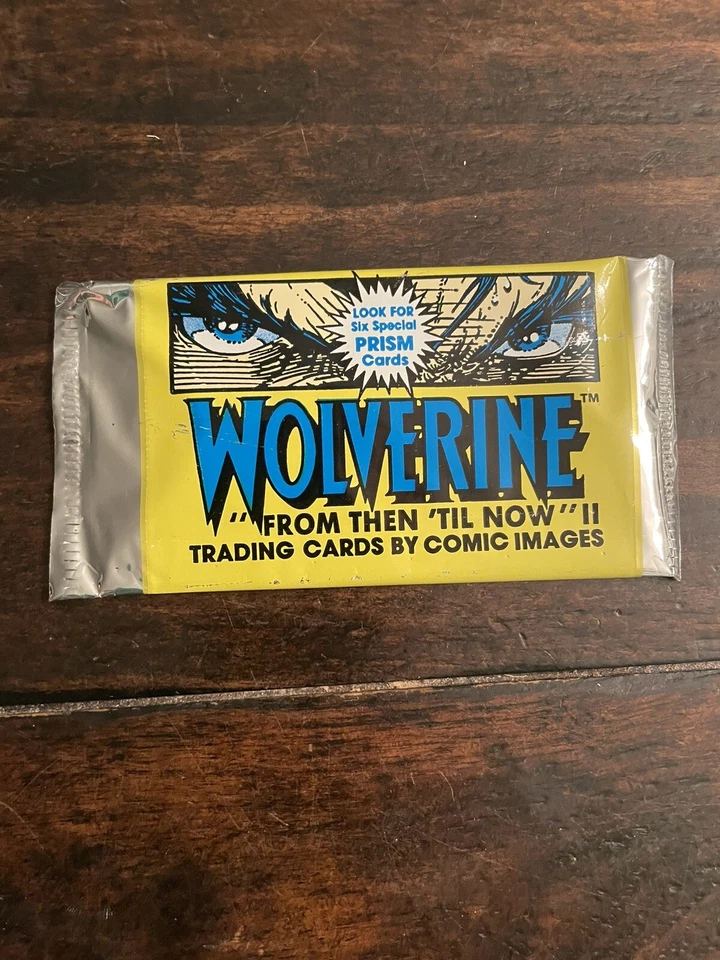 LOOK FOR
Six Special
PRISM
Cards
WOLVERINE™
"FROM THEN 'TIL NOW" II
TRADING CARDS BY COMIC IMAGES